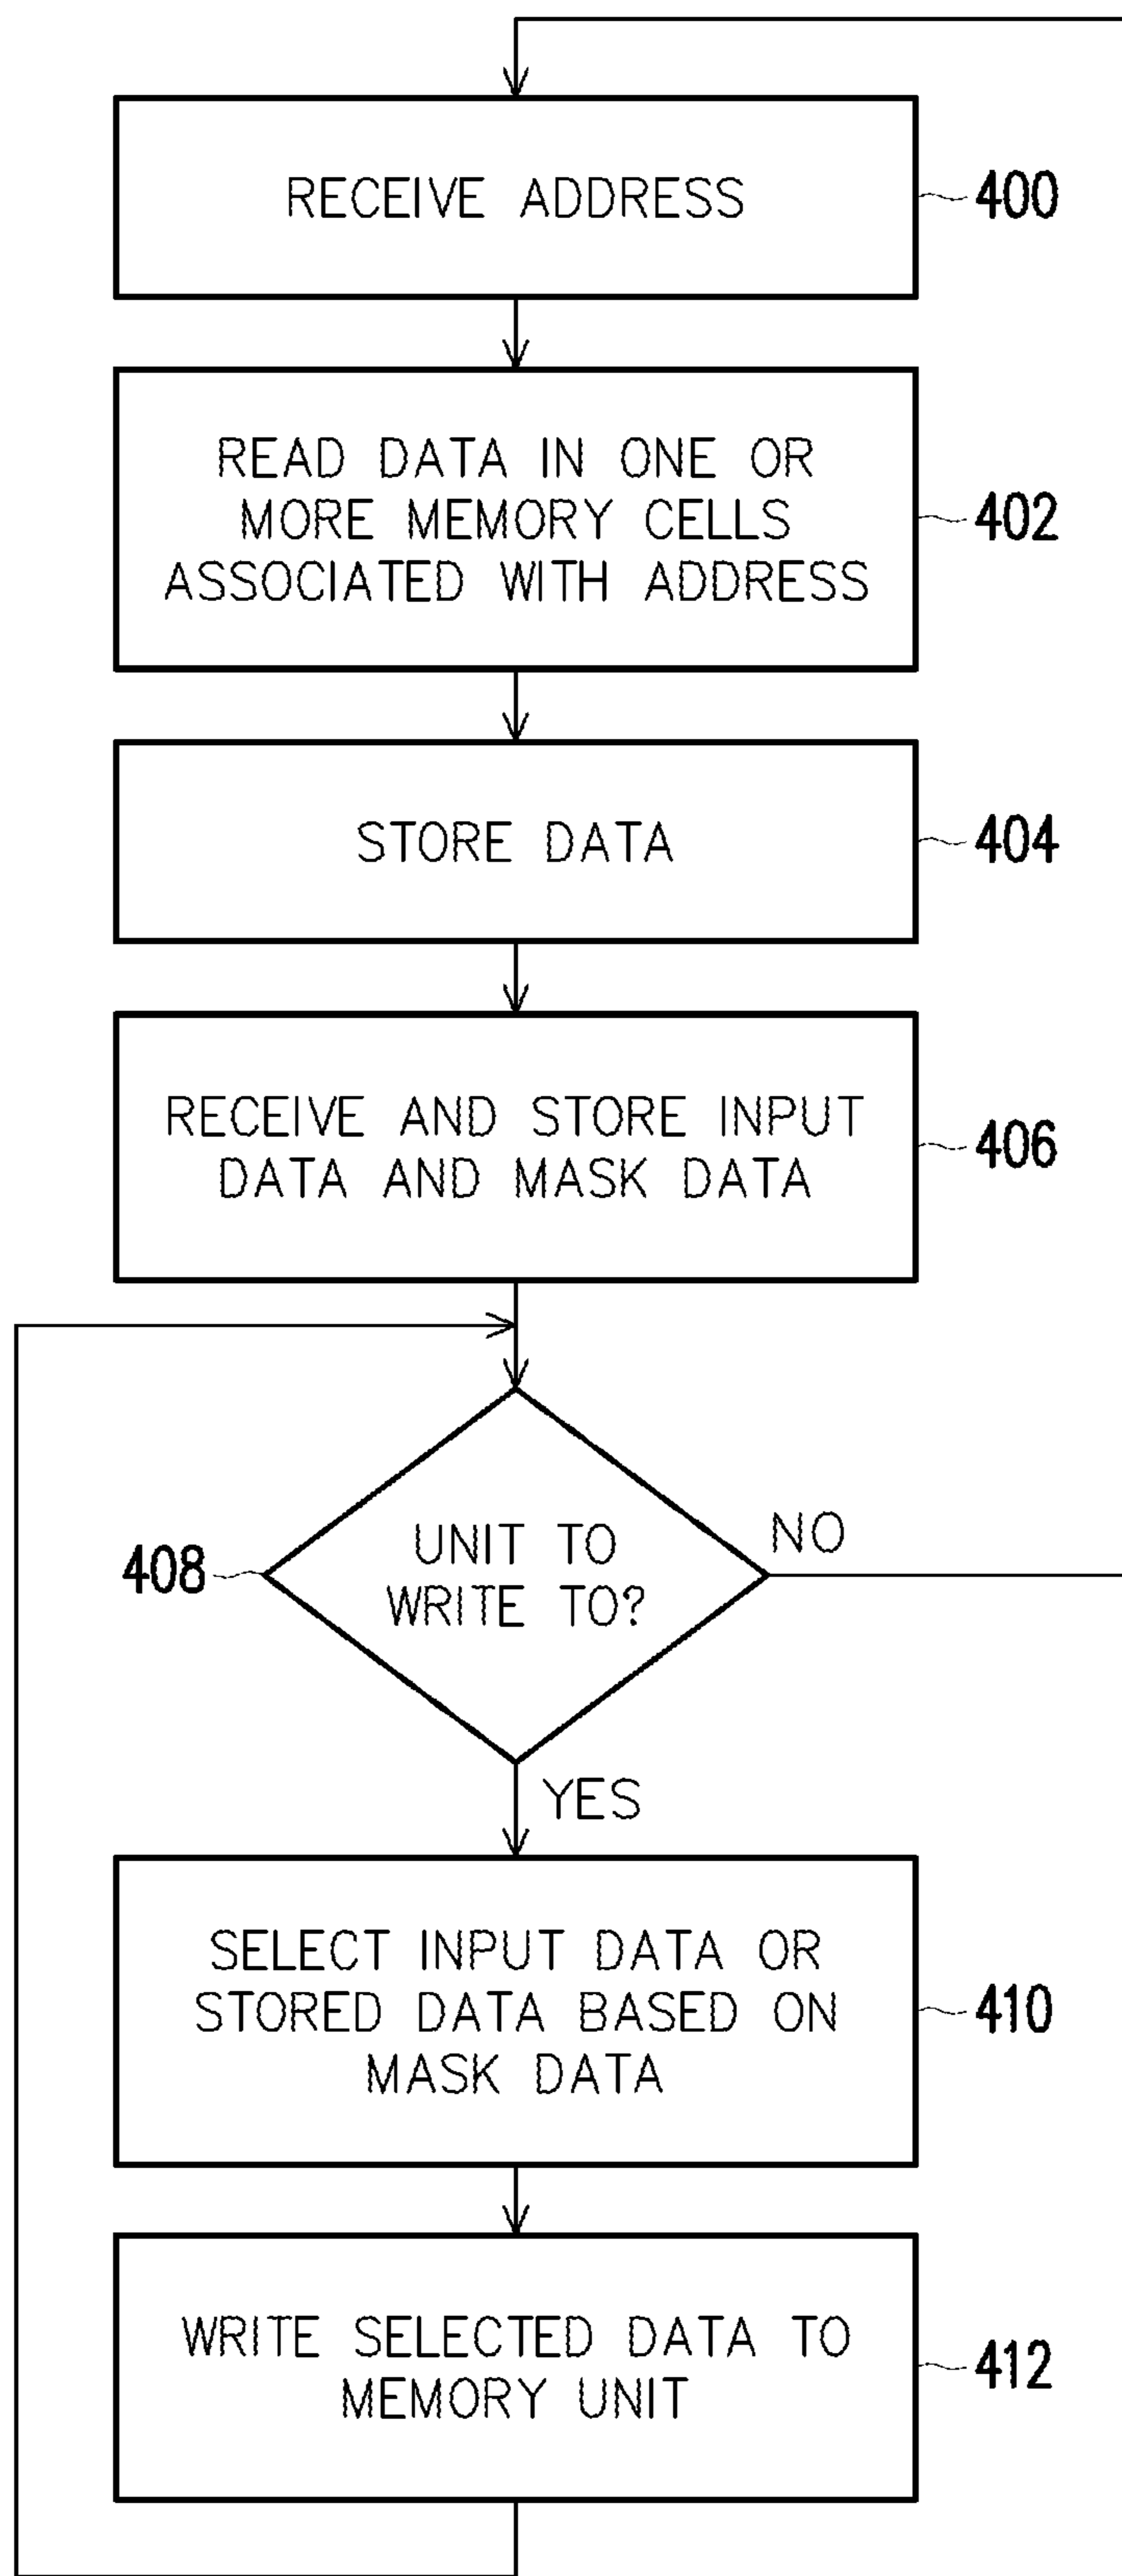 RECEIVE ADDRESS
400
READ DATA IN ONE OR
MORE MEMORY CELLS
ASSOCIATED WITH ADDRESS
402
STORE DATA
404
RECEIVE AND STORE INPUT
DATA AND MASK DATA
406
408
UNIT TO
WRITE TO?
NO
YES
SELECT INPUT DATA OR
STORED DATA BASED ON
MASK DATA
410
WRITE SELECTED DATA TO
MEMORY UNIT
412